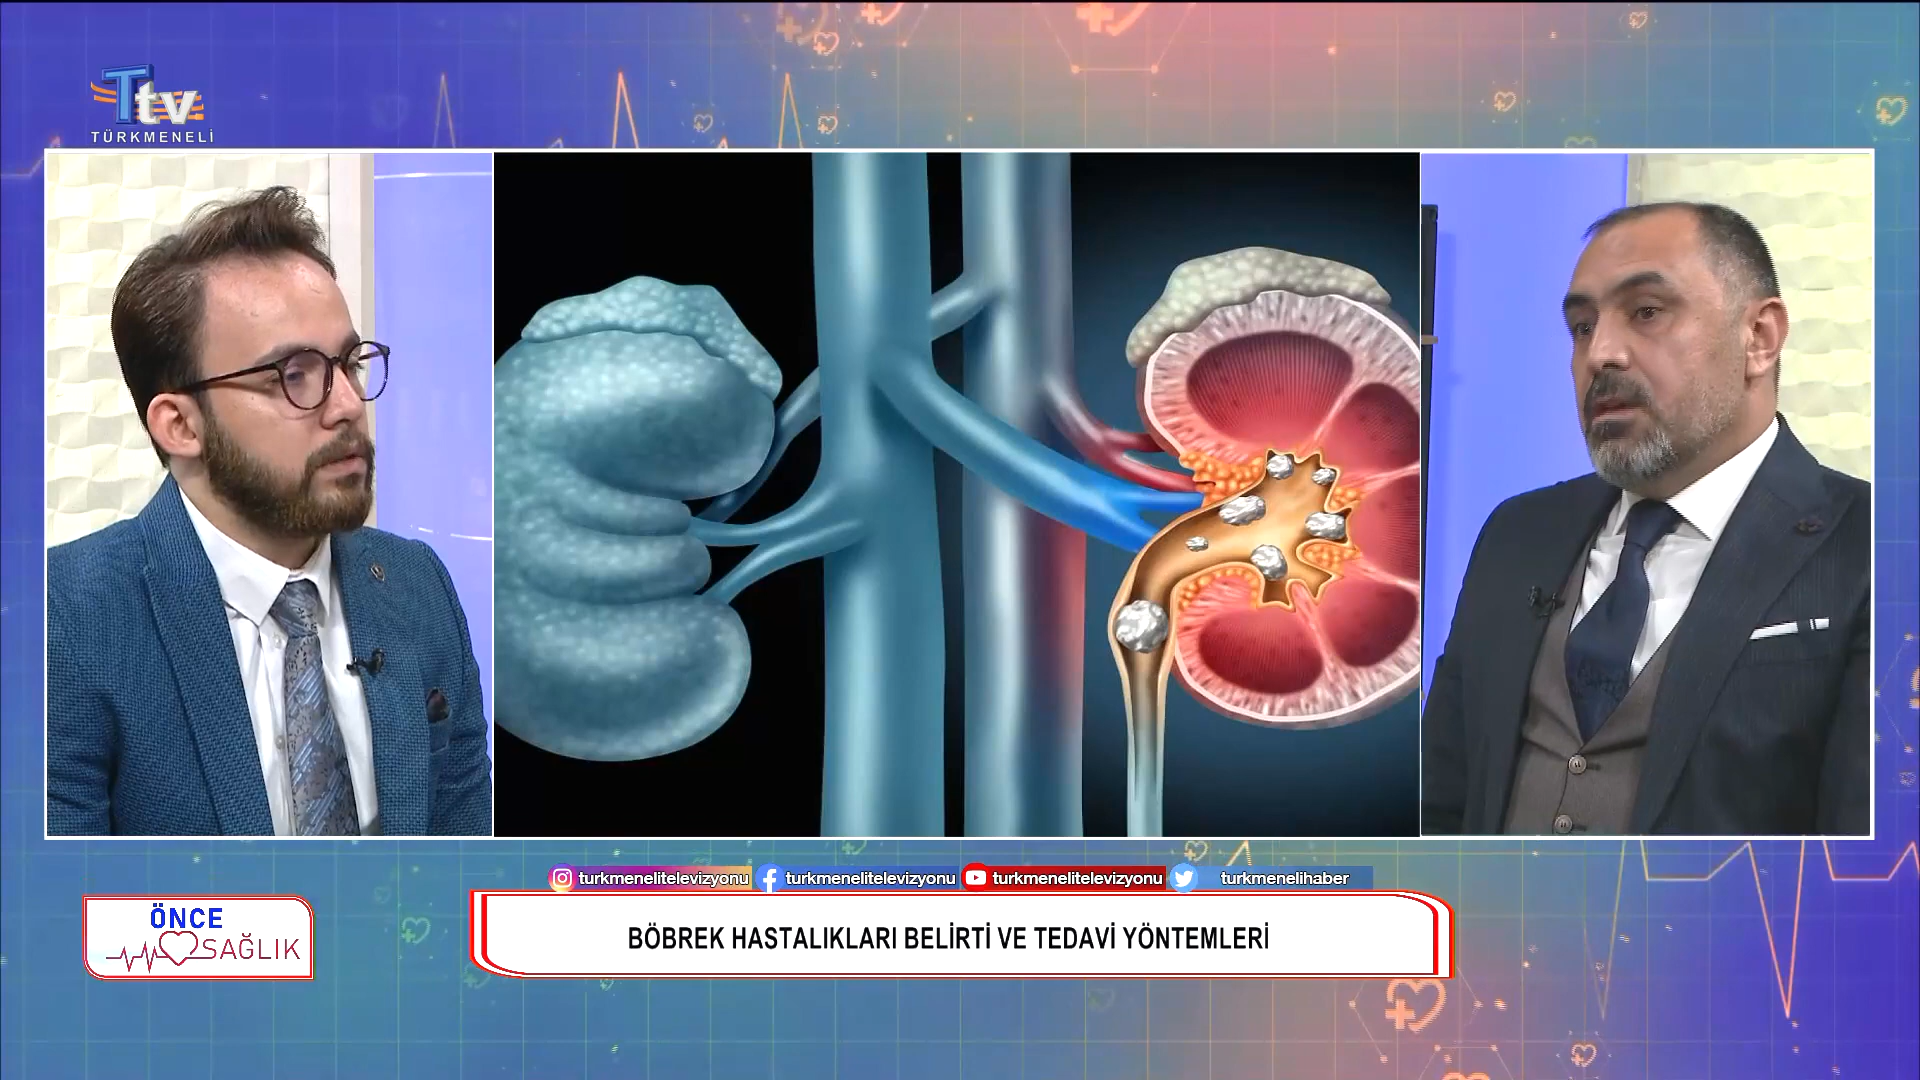 Ttv
TÜRKMENELİ
turkmenelitelevizyonu turkmenelitelevizyonu turkmenelitelevizyonu turkmenelihaber
ÖNCE
SAĞLIK
BÖBREK HASTALIKLARI BELİRTİ VE TEDAVİ YÖNTEMLERİ